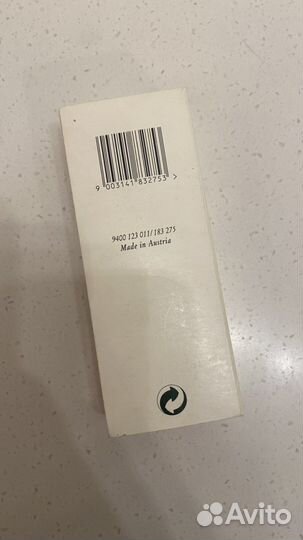 9 003141 832753 >
9400 123 011/183 275
Made in Austria
Avito